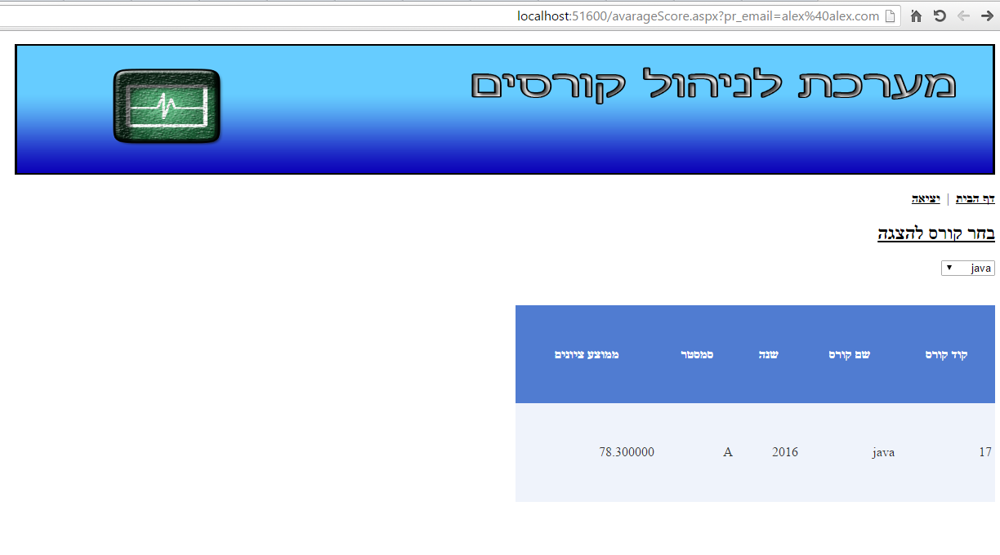 localhost:51600/avarageScore.aspx?pr_email=alex%40alex.com
מערכת לניהול קורסים
דף הבית | יציאה
בחר קורס להצגה
java
קוד קורס שם קורס שנה סמסטר ממוצע ציונים
17 java 2016 A 78.300000